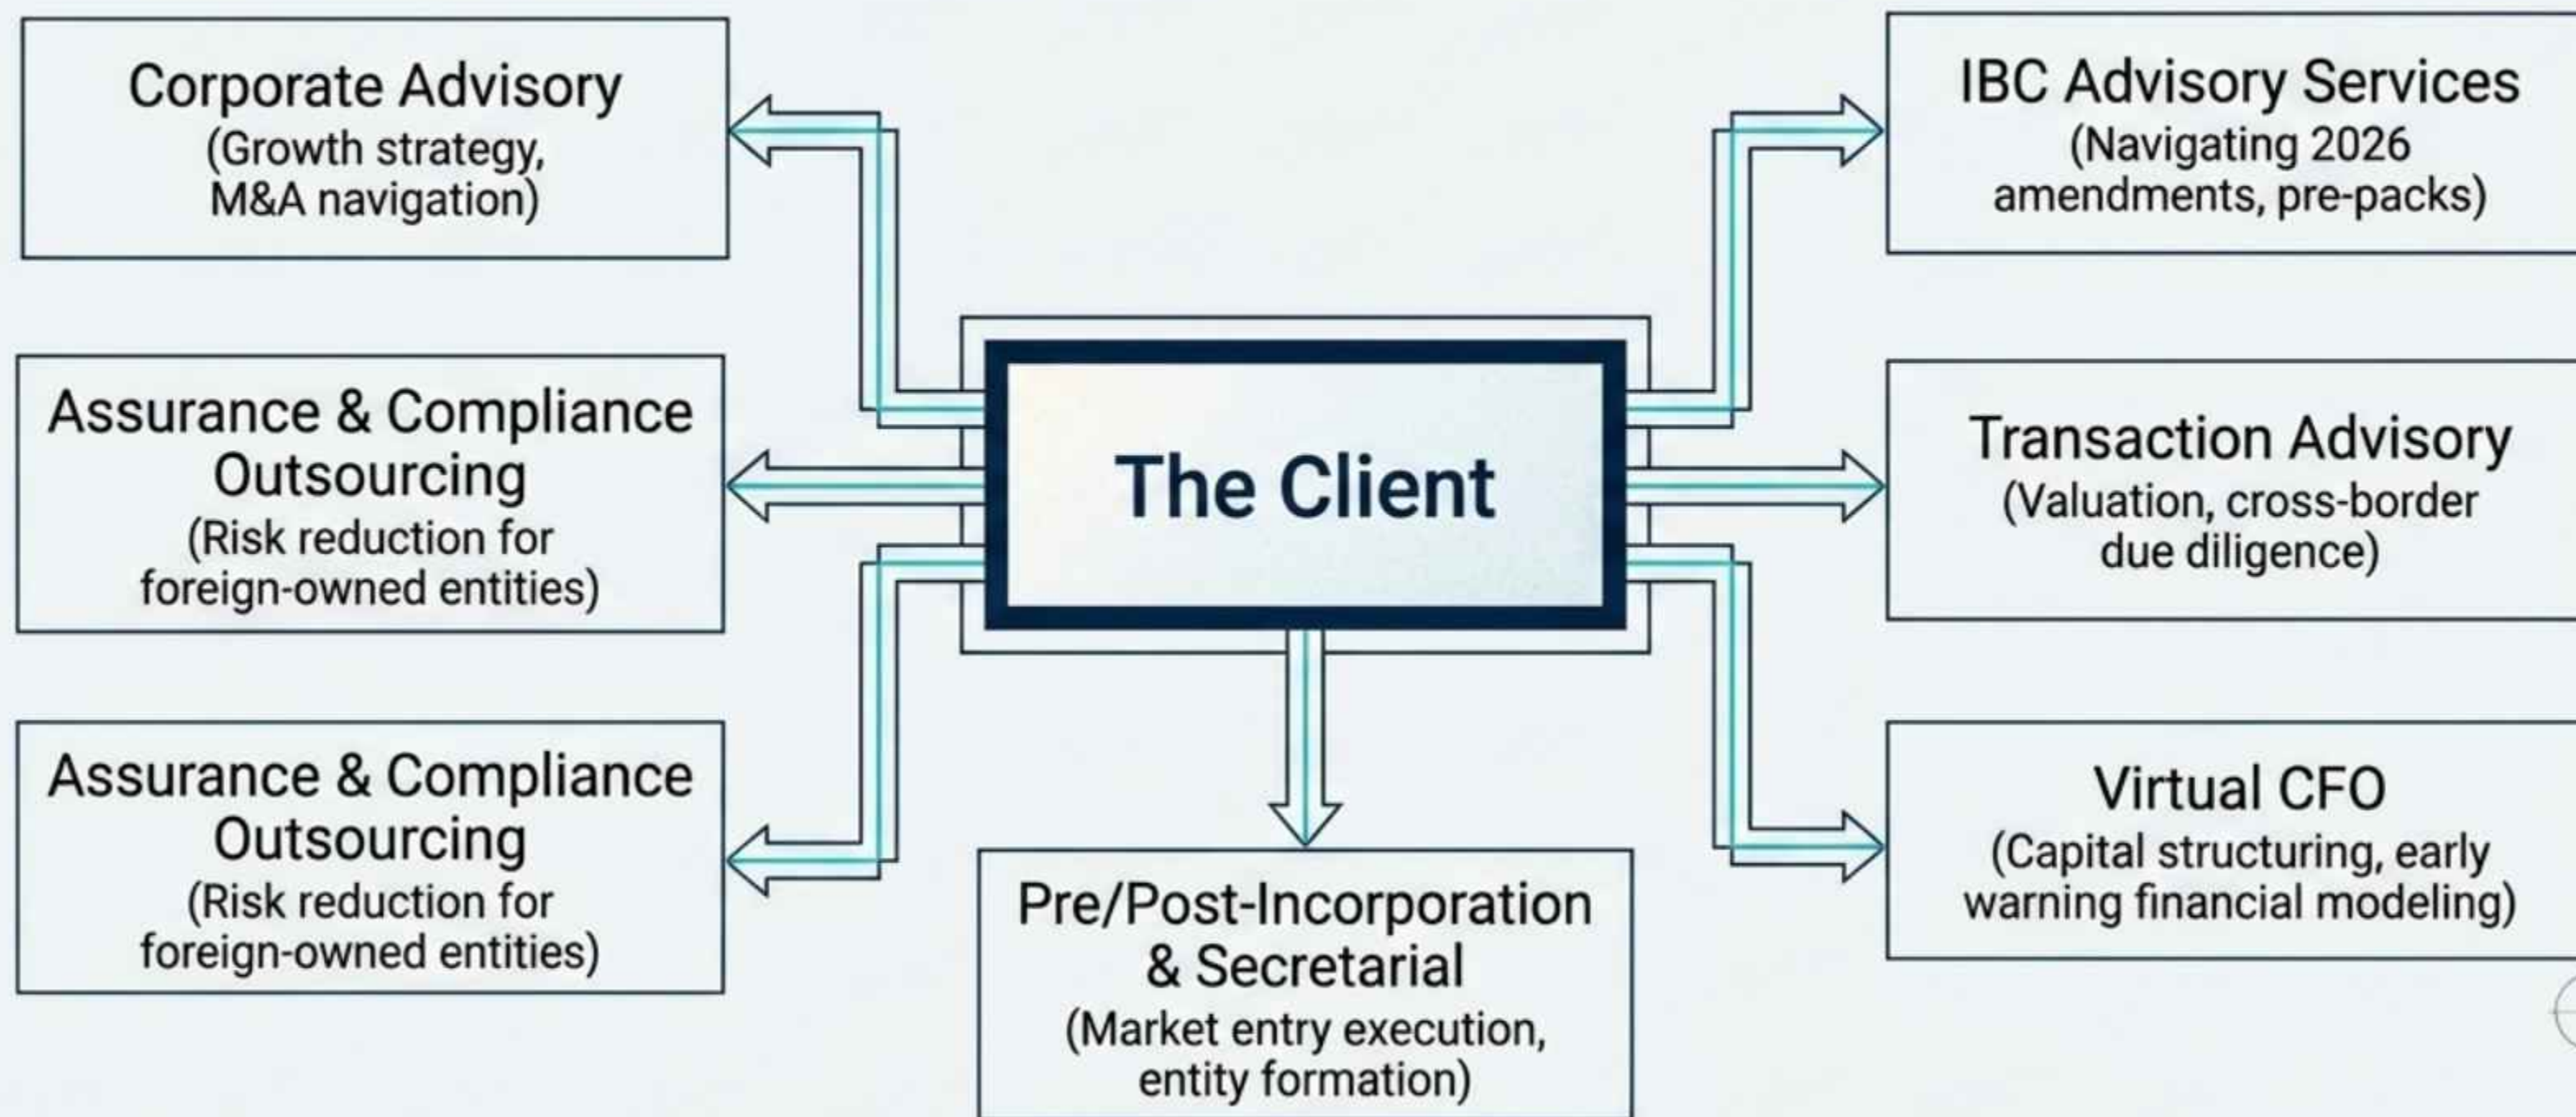 Corporate Advisory
(Growth strategy,
M&A navigation)
Assurance & Compliance
Outsourcing
(Risk reduction for
foreign-owned entities)
Assurance & Compliance
Outsourcing
(Risk reduction for
foreign-owned entities)
The Client
Pre/Post-Incorporation
& Secretarial
(Market entry execution,
entity formation)
IBC Advisory Services
(Navigating 2026
amendments, pre-packs)
Transaction Advisory
(Valuation, cross-border
due diligence)
Virtual CFO
(Capital structuring, early
warning financial modeling)